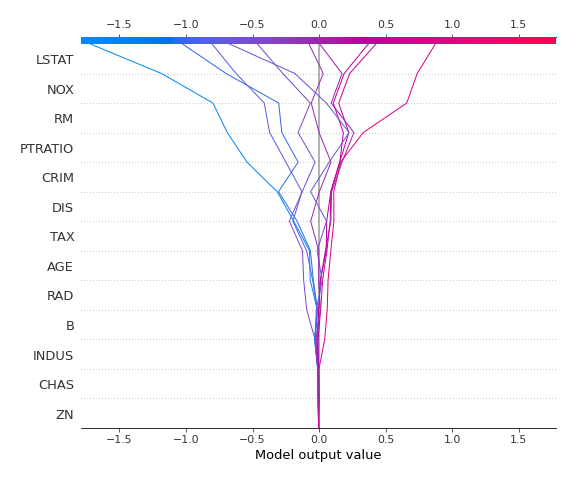 −1.5 −1.0 −0.5 0.0 0.5 1.0 1.5
LSTAT
NOX
RM
PTRATIO
CRIM
DIS
TAX
AGE
RAD
B
INDUS
CHAS
ZN
−1.5 −1.0 −0.5 0.0 0.5 1.0 1.5
Model output value